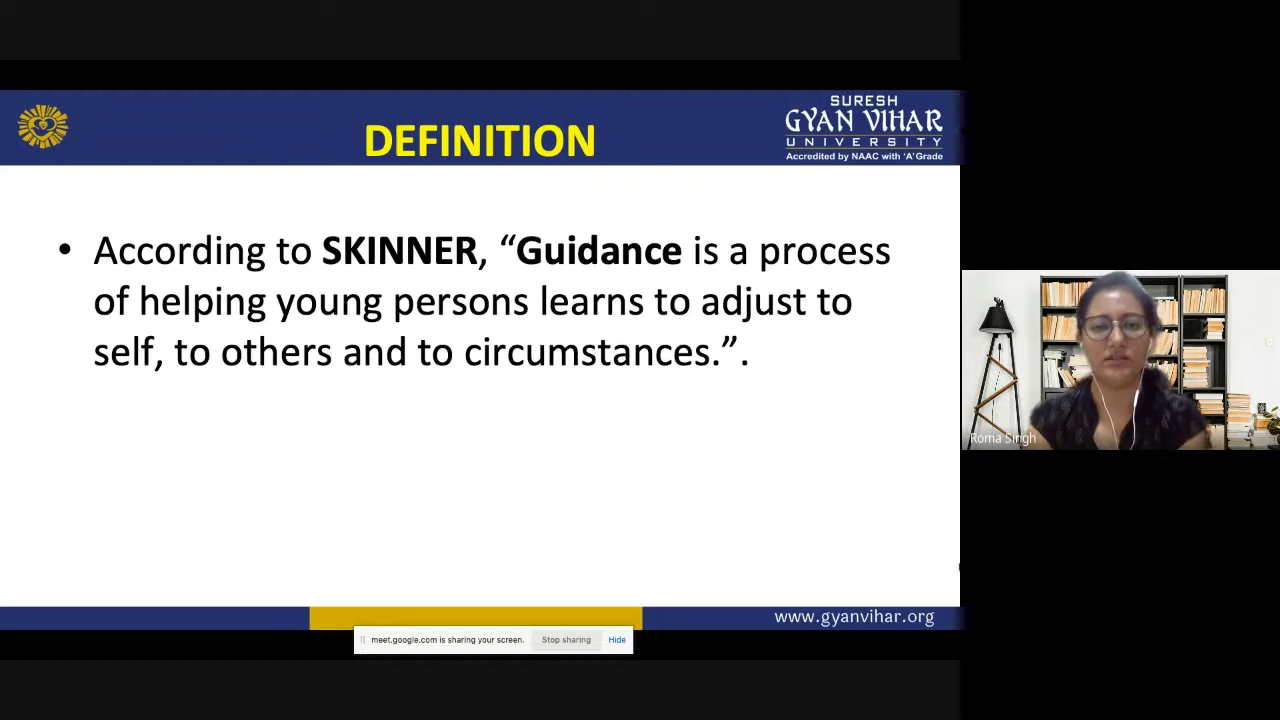 SURESH
GYAN VIHAR
UNIVERSITY
Accredited by NAAC with 'A' Grade
DEFINITION
• According to SKINNER, “Guidance is a process
of helping young persons learns to adjust to
self, to others and to circumstances.”.
Roma Singh
www.gyanvihar.org
meet.google.com is sharing your screen. Stop sharing Hide